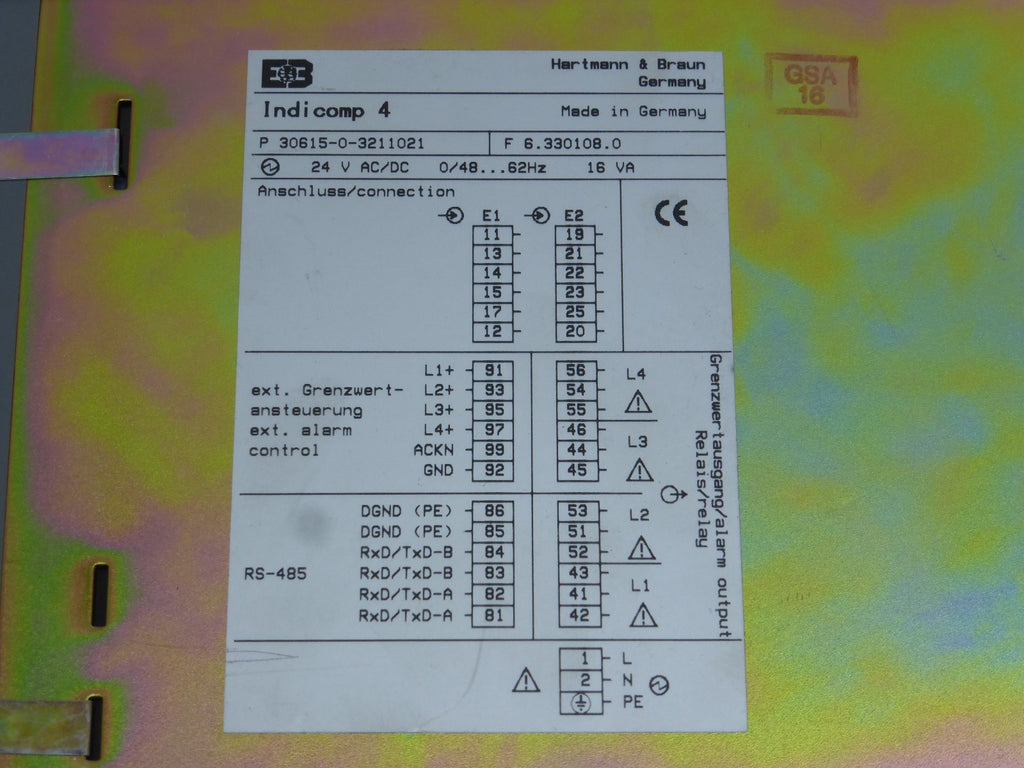 Hartmann & Braun
Germany
Indicomp 4
Made in Germany
P 30615-0-3211021
F 6.330108.0
24 V AC/DC 0/48...62Hz 16 VA
Anschluss/connection
E1 E2
11 19
13 21
14 22
15 23
17 25
12 20
CE
L1+ 91 56 L4
ext. Grenzwert- L2+ 93 54
ansteuerung L3+ 95 55
ext. alarm L4+ 97 46 L3
control ACKN 99 44
GND 92 45
DGND (PE) 86 53 L2
DGND (PE) 85 51
RxD/TxD-B 84 52
RS-485 RxD/TxD-B 83 43 L1
RxD/TxD-A 82 41
RxD/TxD-A 81 42
Grenzwertausgang/alarm output
Relais/relay
1 L
2 N
PE
GSA
16